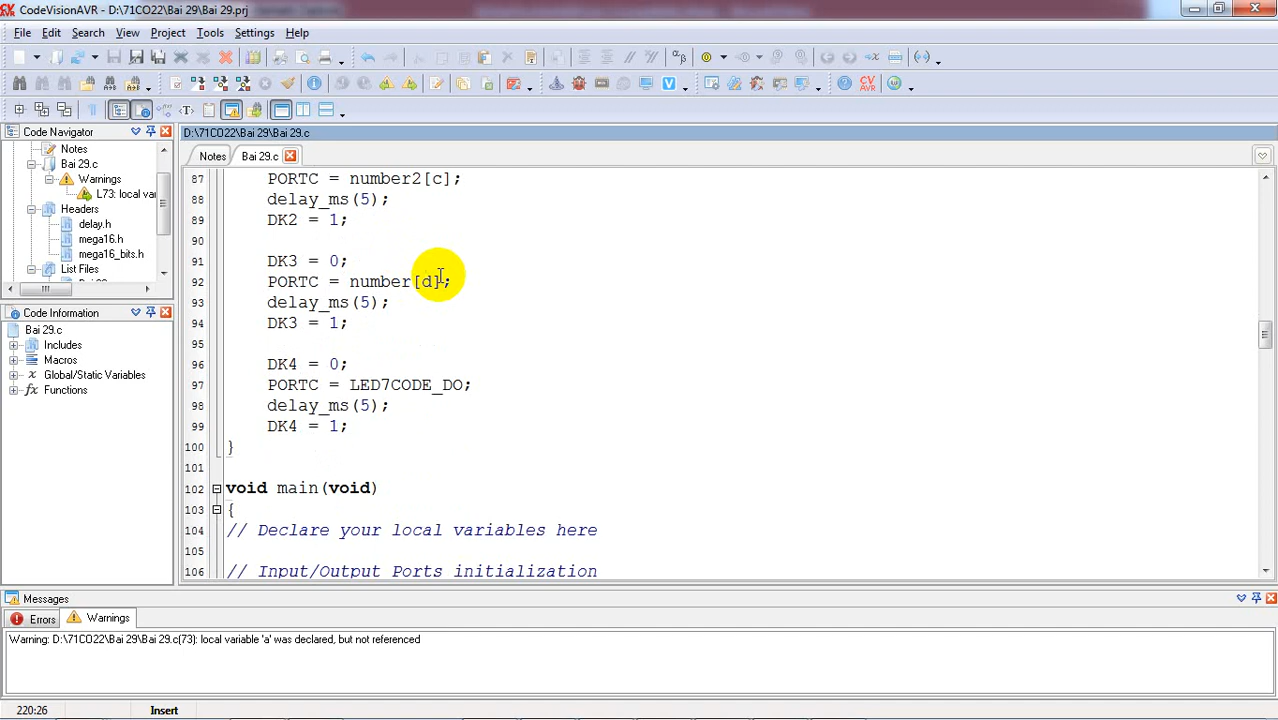 CodeVisionAVR - D:\71CO22\Bai 29\Bai 29.prj
File Edit Search View Project Tools Settings Help
Code Navigator
Notes
Bai 29.c
Warnings
L73: local va
Headers
delay.h
mega16.h
mega16_bits.h
List Files
Code Information
Bai 29.c
Includes
Macros
Global/Static Variables
Functions
D:\71CO22\Bai 29\Bai 29.c
Notes Bai 29.c
87 PORTC = number2[c];
88 delay_ms(5);
89 DK2 = 1;
90
91 DK3 = 0;
92 PORTC = number[d];
93 delay_ms(5);
94 DK3 = 1;
95
96 DK4 = 0;
97 PORTC = LED7CODE_DO;
98 delay_ms(5);
99 DK4 = 1;
100 }
101
102 void main(void)
103 {
104 // Declare your local variables here
105
106 // Input/Output Ports initialization
Messages
Errors Warnings
Warning: D:\71CO22\Bai 29\Bai 29.c(73): local variable 'a' was declared, but not referenced
220:26 Insert